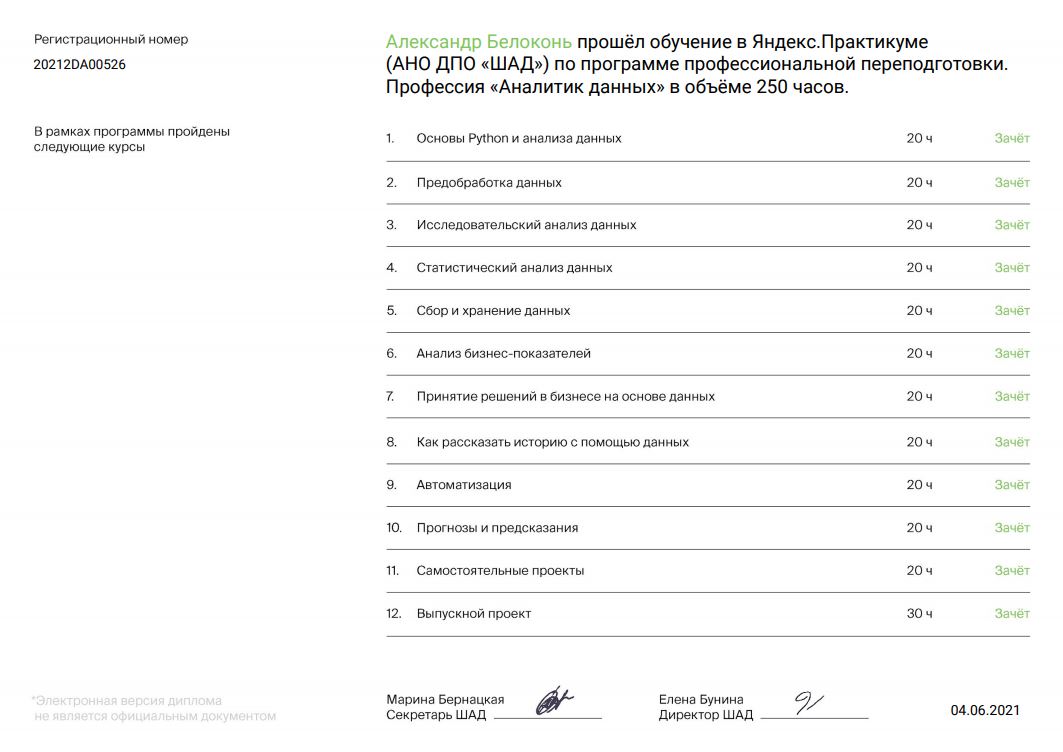 Регистрационный номер
20212DA00526
Александр Белоконь прошёл обучение в Яндекс.Практикуме
(АНО ДПО «ШАД») по программе профессиональной переподготовки.
Профессия «Аналитик данных» в объёме 250 часов.
В рамках программы пройдены
следующие курсы
1. Основы Python и анализа данных 20 ч Зачёт
2. Предобработка данных 20 ч Зачёт
3. Исследовательский анализ данных 20 ч Зачёт
4. Статистический анализ данных 20 ч Зачёт
5. Сбор и хранение данных 20 ч Зачёт
6. Анализ бизнес-показателей 20 ч Зачёт
7. Принятие решений в бизнесе на основе данных 20 ч Зачёт
8. Как рассказать историю с помощью данных 20 ч Зачёт
9. Автоматизация 20 ч Зачёт
10. Прогнозы и предсказания 20 ч Зачёт
11. Самостоятельные проекты 20 ч Зачёт
12. Выпускной проект 30 ч Зачёт
*Электронная версия диплома
не является официальным документом
Марина Бернацкая
Секретарь ШАД
Елена Бунина
Директор ШАД
04.06.2021